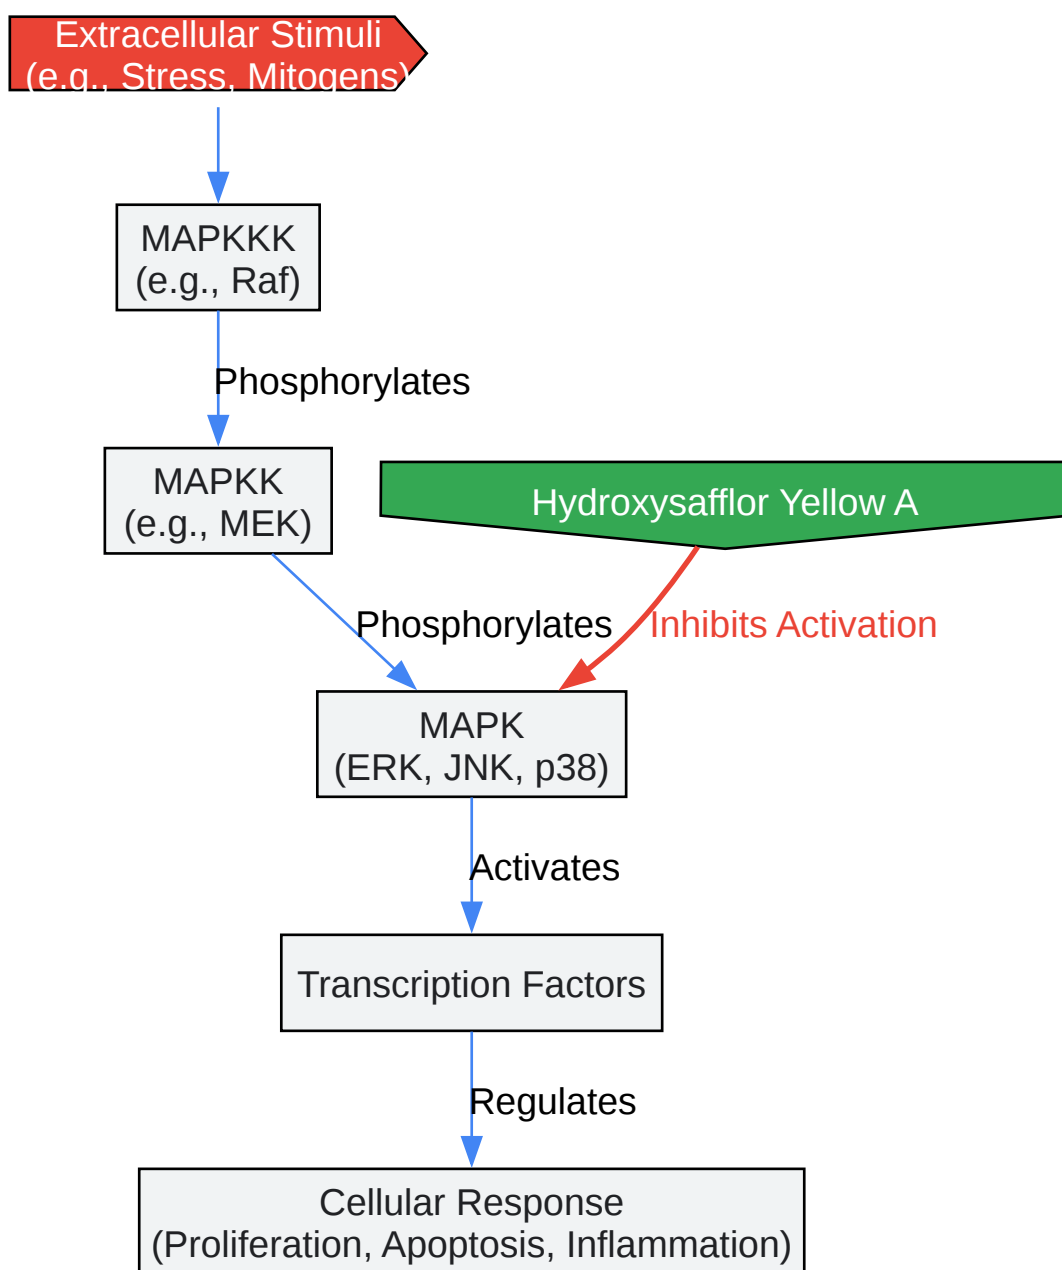 Extracellular Stimuli
(e.g., Stress, Mitogens)
MAPKKK
(e.g., Raf)
Phosphorylates
MAPKK
(e.g., MEK)
Hydroxysafflor Yellow A
Phosphorylates
Inhibits Activation
MAPK
(ERK, JNK, p38)
Activates
Transcription Factors
Regulates
Cellular Response
(Proliferation, Apoptosis, Inflammation)